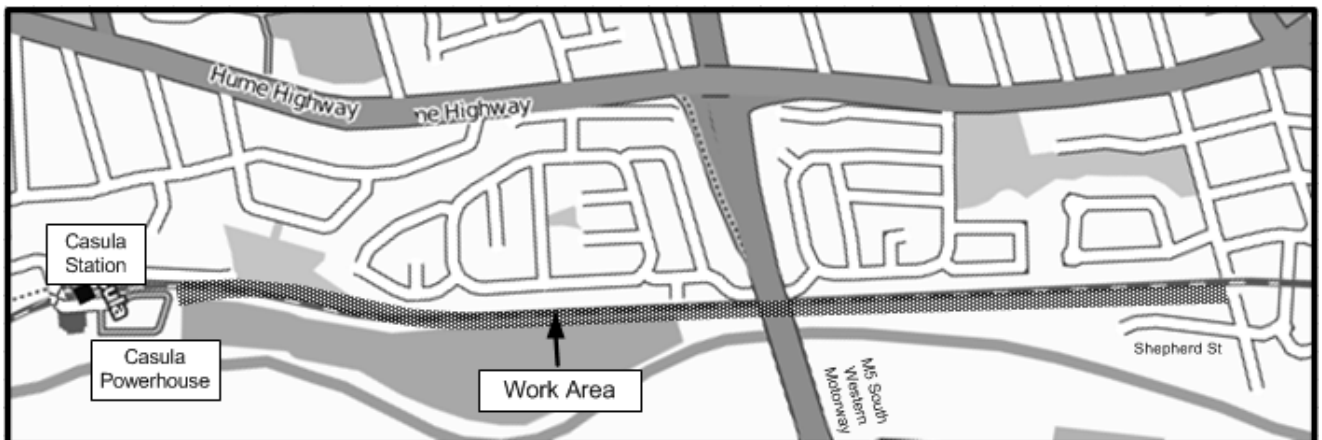 Hume Highway
ne Highway
Casula
Station
Casula
Powerhouse
Work Area
Shepherd St
M5 South
Western
Motorway